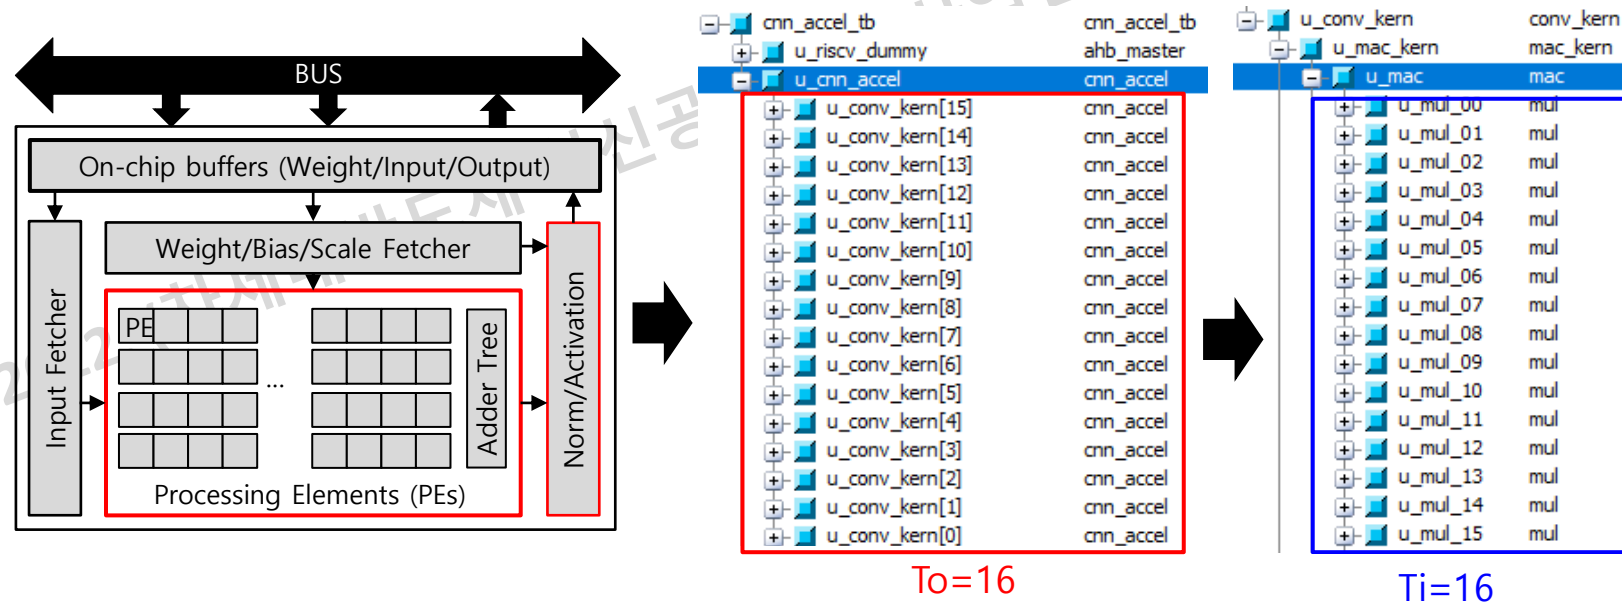 BUS
On-chip buffers (Weight/Input/Output)
Weight/Bias/Scale Fetcher
Input Fetcher
PE
...
Adder Tree
Norm/Activation
Processing Elements (PEs)
cnn_accel_tb cnn_accel_tb
u_riscv_dummy ahb_master
u_cnn_accel cnn_accel
u_conv_kern[15] cnn_accel
u_conv_kern[14] cnn_accel
u_conv_kern[13] cnn_accel
u_conv_kern[12] cnn_accel
u_conv_kern[11] cnn_accel
u_conv_kern[10] cnn_accel
u_conv_kern[9] cnn_accel
u_conv_kern[8] cnn_accel
u_conv_kern[7] cnn_accel
u_conv_kern[6] cnn_accel
u_conv_kern[5] cnn_accel
u_conv_kern[4] cnn_accel
u_conv_kern[3] cnn_accel
u_conv_kern[2] cnn_accel
u_conv_kern[1] cnn_accel
u_conv_kern[0] cnn_accel
To=16
u_conv_kern conv_kern
u_mac_kern mac_kern
u_mac mac
u_mul_00 mul
u_mul_01 mul
u_mul_02 mul
u_mul_03 mul
u_mul_04 mul
u_mul_05 mul
u_mul_06 mul
u_mul_07 mul
u_mul_08 mul
u_mul_09 mul
u_mul_10 mul
u_mul_11 mul
u_mul_12 mul
u_mul_13 mul
u_mul_14 mul
u_mul_15 mul
Ti=16